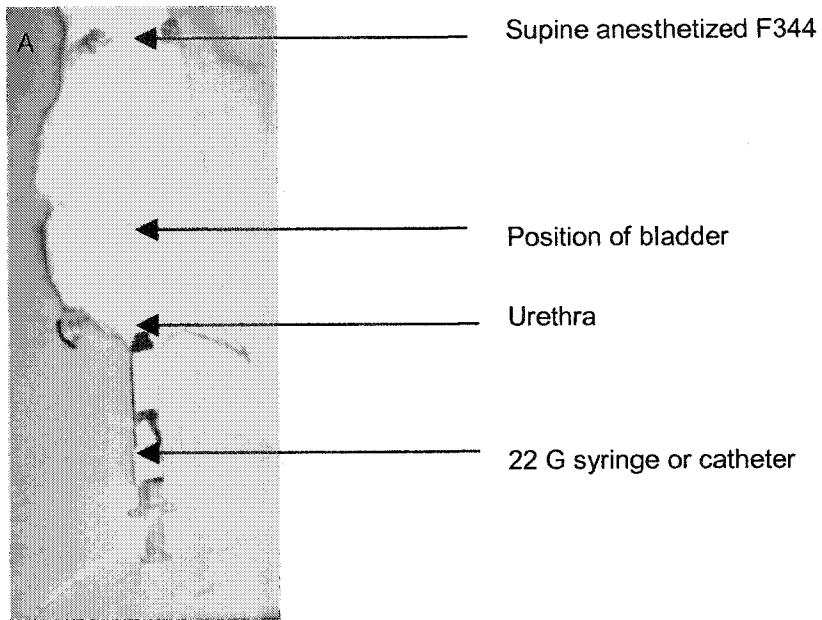 A
Supine anesthetized F344
Position of bladder
Urethra
22 G syringe or catheter